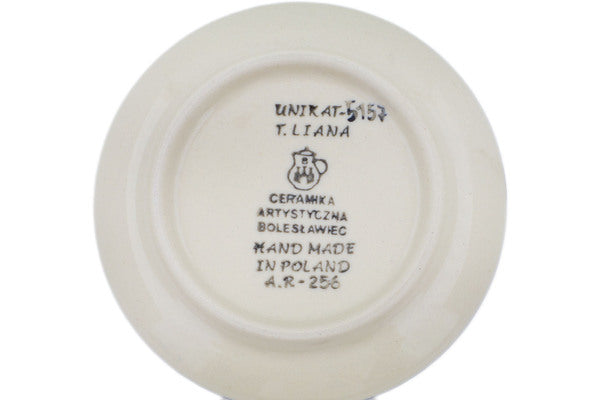 UNIKAT-5157
T. LIANA
B
CERAMIKA
ARTYSTYCZNA
BOLESŁAWIEC
HAND MADE
IN POLAND
A.R-256